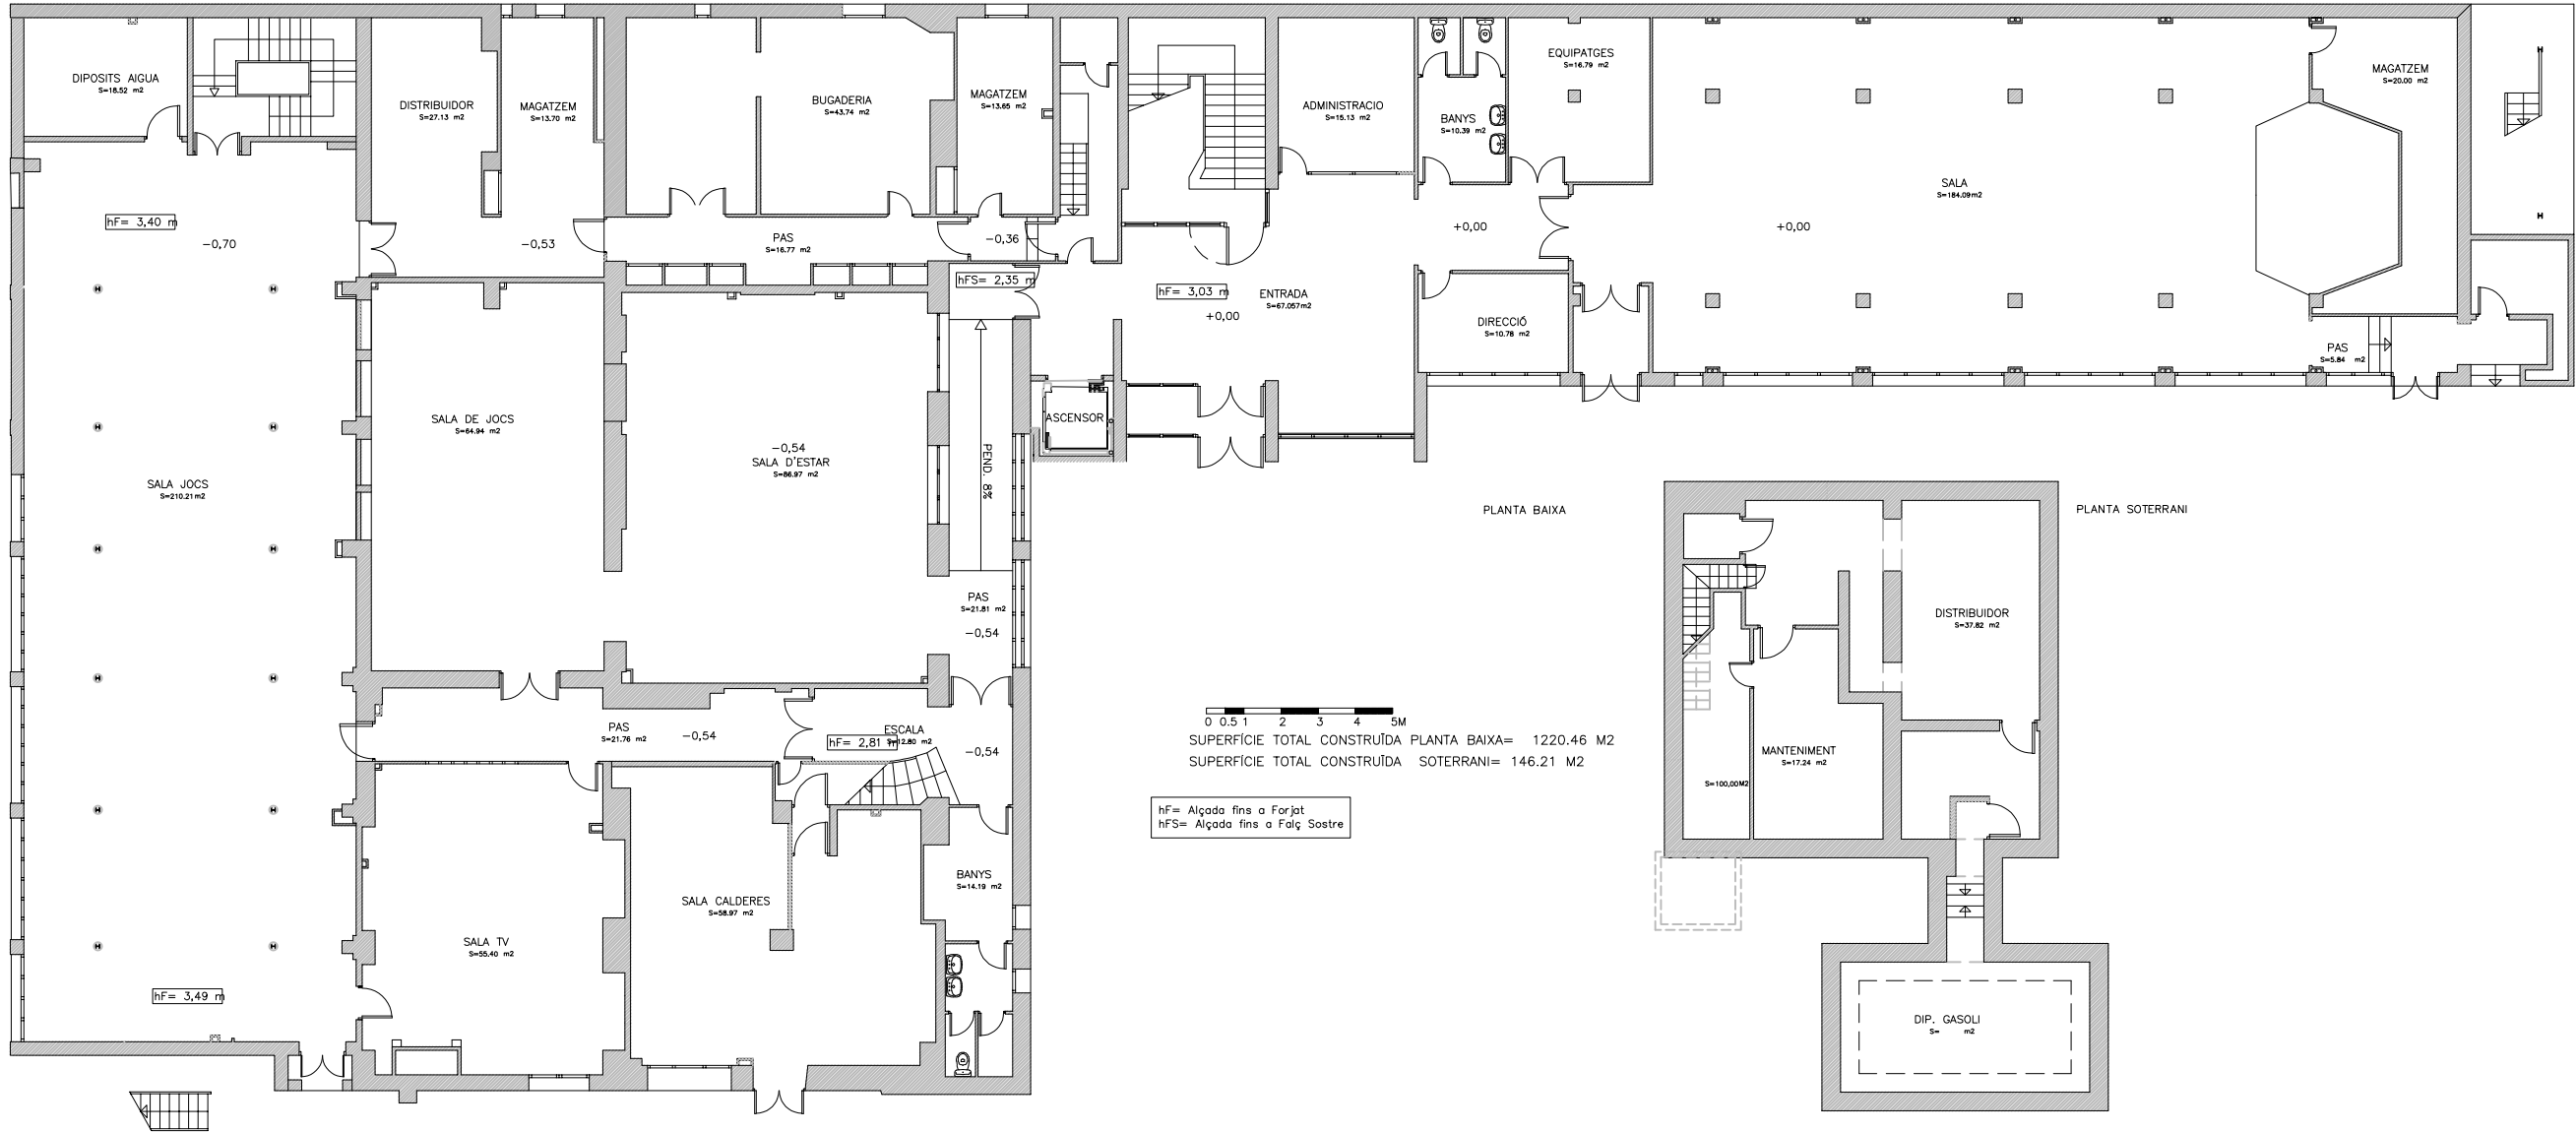 DIPOSITS AIGUA
S=18.52 m2
DISTRIBUIDOR
S=27.13 m2
MAGATZEM
S=13.70 m2
BUGADERIA
S=43.74 m2
MAGATZEM
S=13.65 m2
ADMINISTRACIO
S=15.13 m2
BANYS
S=10.39 m2
EQUIPATGES
S=16.79 m2
SALA
S=184.09m2
MAGATZEM
S=20.00 m2
hF= 3,40 m
-0,70
-0,53
PAS
S=16.77 m2
-0,36
+0,00
+0,00
hFS= 2,35 m
hF= 3,03 m
+0,00
ENTRADA
S=67.057m2
DIRECCIÓ
S=10.78 m2
PAS
S=5.84 m2
SALA DE JOCS
S=64.94 m2
-0,54
SALA D'ESTAR
S=86.97 m2
PEND. 8%
ASCENSOR
SALA JOCS
S=210.21m2
PAS
S=21.81 m2
-0,54
PAS
S=21.76 m2
-0,54
hF= 2,81 m
ESCALA
S=12.80 m2
-0,54
SALA TV
S=55.40 m2
SALA CALDERES
S=58.97 m2
BANYS
S=14.19 m2
hF= 3,49 m
PLANTA BAIXA
PLANTA SOTERRANI
0 0.5 1 2 3 4 5M
SUPERFÍCIE TOTAL CONSTRUÏDA PLANTA BAIXA= 1220.46 M2
SUPERFÍCIE TOTAL CONSTRUÏDA SOTERRANI= 146.21 M2
hF= Alçada fins a Forjat
hFS= Alçada fins a Falç Sostre
DISTRIBUIDOR
S=37.82 m2
MANTENIMENT
S=17.24 m2
S=100,00M2
DIP. GASOLI
S= m2